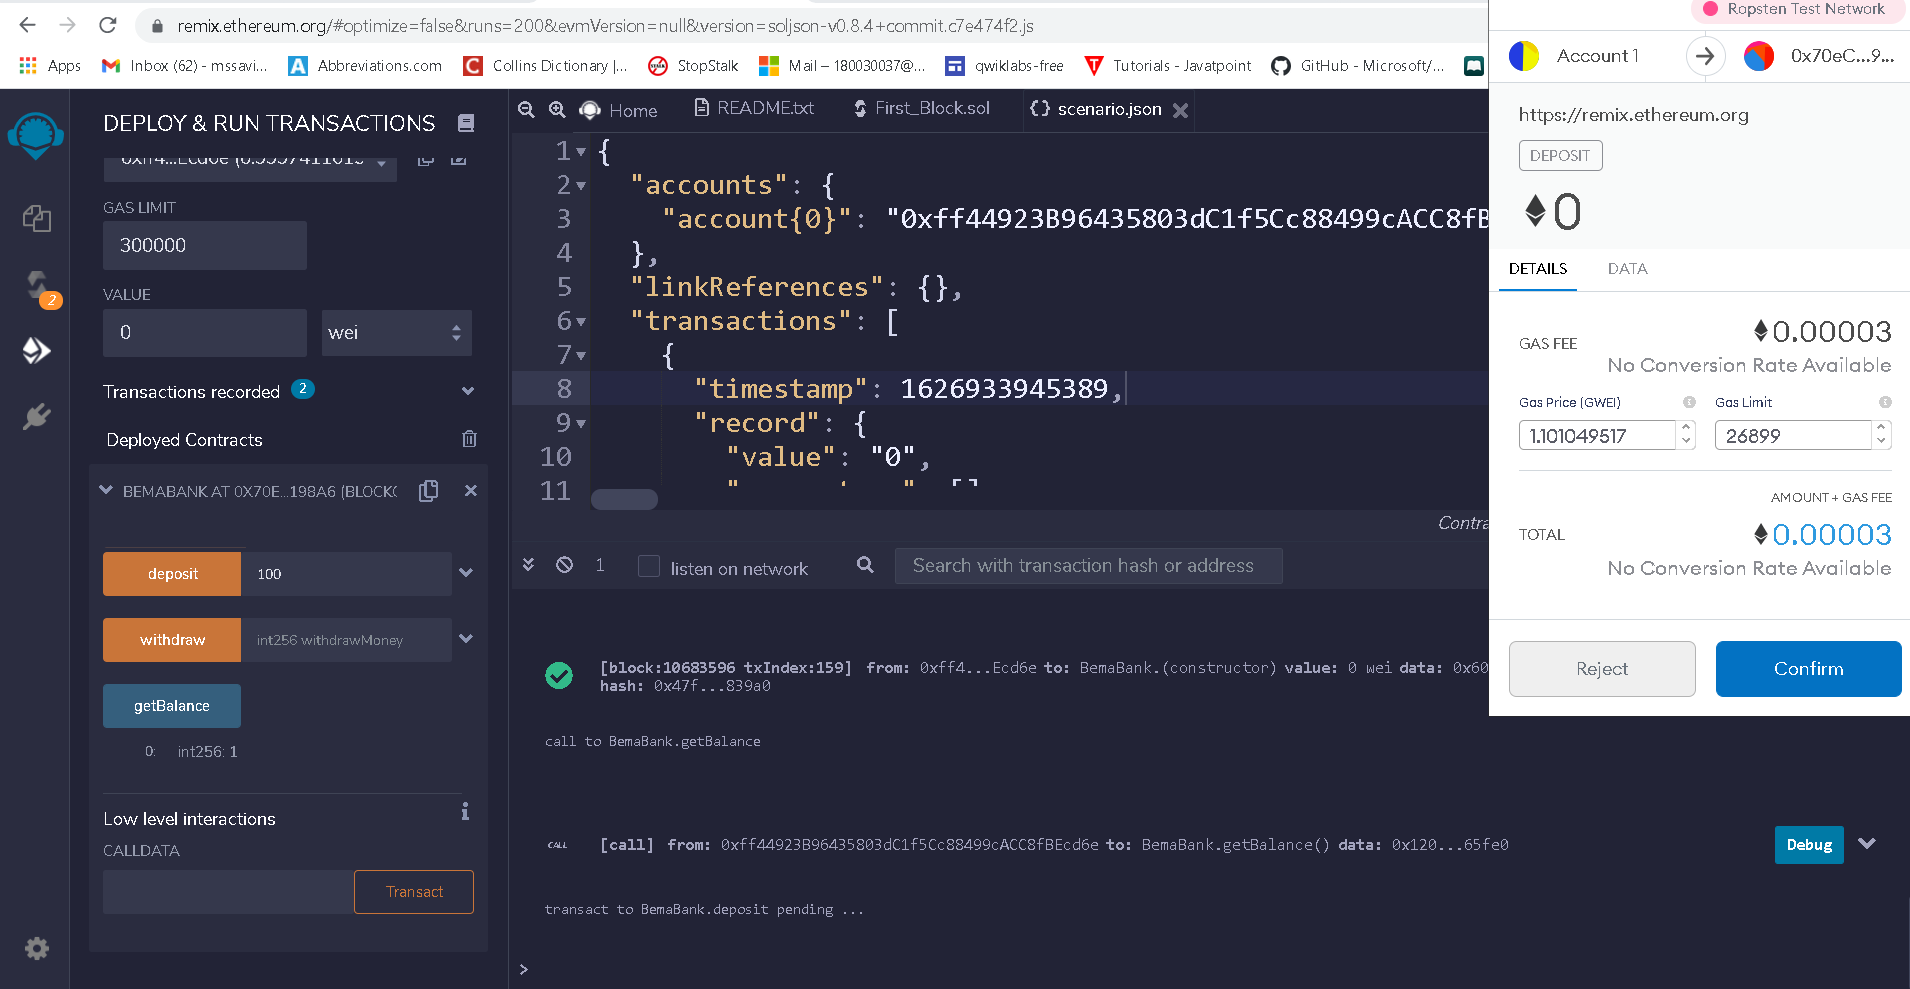 remix.ethereum.org/#optimize=false&runs=200&evmVersion=null&version=soljson-v0.8.4+commit.c7e474f2.js
Apps
Inbox (62) - mssavi...
Abbreviations.com
Collins Dictionary |...
StopStalk
Mail – 180030037@...
qwiklabs-free
Tutorials - Javatpoint
GitHub - Microsoft/...
DEPLOY & RUN TRANSACTIONS
GAS LIMIT
300000
2
VALUE
0
wei
Transactions recorded 2
Deployed Contracts
BEMABANK AT 0X70E...198A6 (BLOCKC
deposit
100
withdraw
int256 withdrawMoney
getBalance
0: int256: 1
Low level interactions
i
CALLDATA
Transact
Home
README.txt
First_Block.sol
{} scenario.json
1 {
2 "accounts": {
3 "account{0}": "0xff44923B96435803dC1f5Cc88499cACC8fB
4 },
5 "linkReferences": {},
6 "transactions": [
7 {
8 "timestamp": 1626933945389,
9 "record": {
10 "value": "0",
11
Contra
1
listen on network
Search with transaction hash or address
[block:10683596 txIndex:159] from: 0xff4...Ecd6e to: BemaBank.(constructor) value: 0 wei data: 0x60
hash: 0x47f...839a0
call to BemaBank.getBalance
CALL [call] from: 0xff44923B96435803dC1f5Cc88499cACC8fBEcd6e to: BemaBank.getBalance() data: 0x120...65fe0
Debug
transact to BemaBank.deposit pending ...
>
Ropsten Test Network
Account 1
0x70eC...9...
https://remix.ethereum.org
DEPOSIT
0
DETAILS
DATA
GAS FEE
0.00003
No Conversion Rate Available
Gas Price (GWEI)
Gas Limit
1.101049517
26899
AMOUNT + GAS FEE
TOTAL
0.00003
No Conversion Rate Available
Reject
Confirm